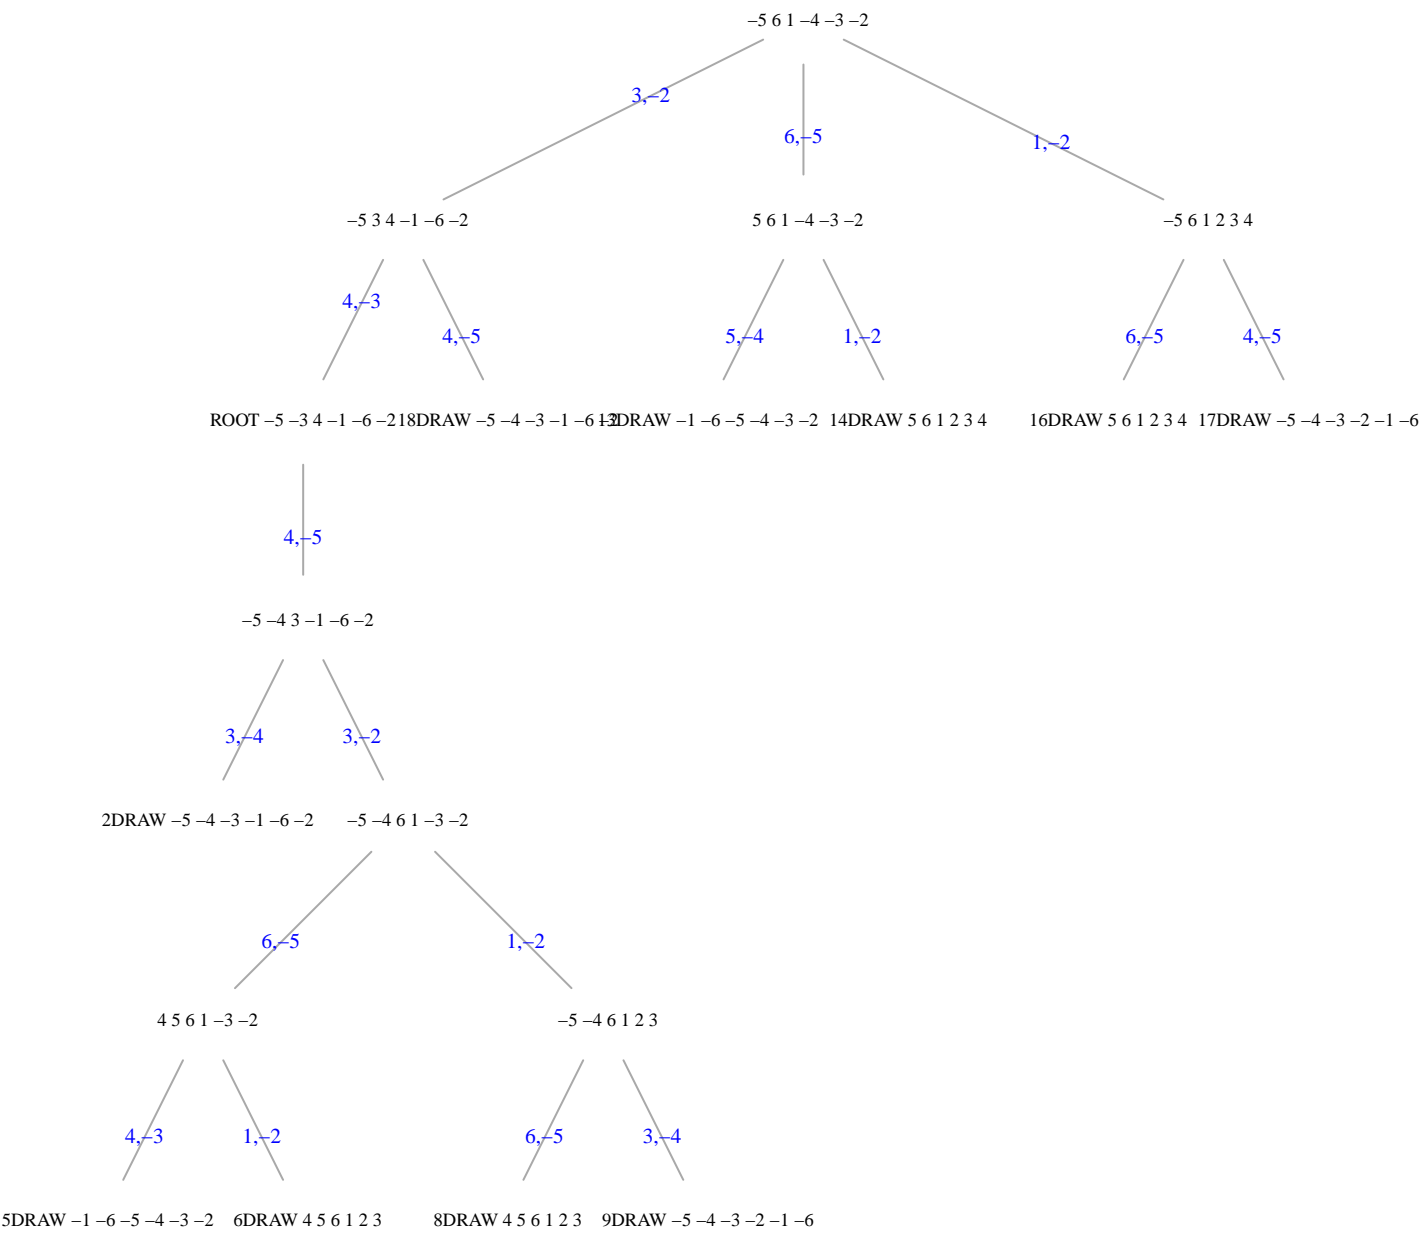 –5 6 1 –4 –3 –2
3,–2
6,–5
1,–2
–5 3 4 –1 –6 –2
5 6 1 –4 –3 –2
–5 6 1 2 3 4
4,–3
4,–5
5,–4
1,–2
6,–5
4,–5
ROOT –5 –3 4 –1 –6 –2
18DRAW –5 –4 –3 –1 –6
DRAW –1 –6 –5 –4 –3 –2
14DRAW 5 6 1 2 3 4
16DRAW 5 6 1 2 3 4
17DRAW –5 –4 –3 –2 –1 –6
4,–5
–5 –4 3 –1 –6 –2
3,–4
3,–2
2DRAW –5 –4 –3 –1 –6 –2
–5 –4 6 1 –3 –2
6,–5
1,–2
4 5 6 1 –3 –2
–5 –4 6 1 2 3
4,–3
1,–2
6,–5
3,–4
5DRAW –1 –6 –5 –4 –3 –2
6DRAW 4 5 6 1 2 3
8DRAW 4 5 6 1 2 3
9DRAW –5 –4 –3 –2 –1 –6